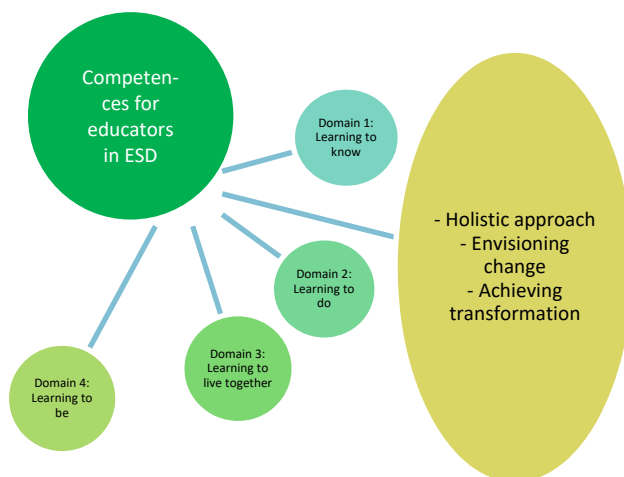 Competen-
ces for
educators
in ESD
Domain 1:
Learning to
know
- Holistic approach
- Envisioning
change
- Achieving
transformation
Domain 2:
Learning to
do
Domain 3:
Learning to
live together
Domain 4:
Learning to
be